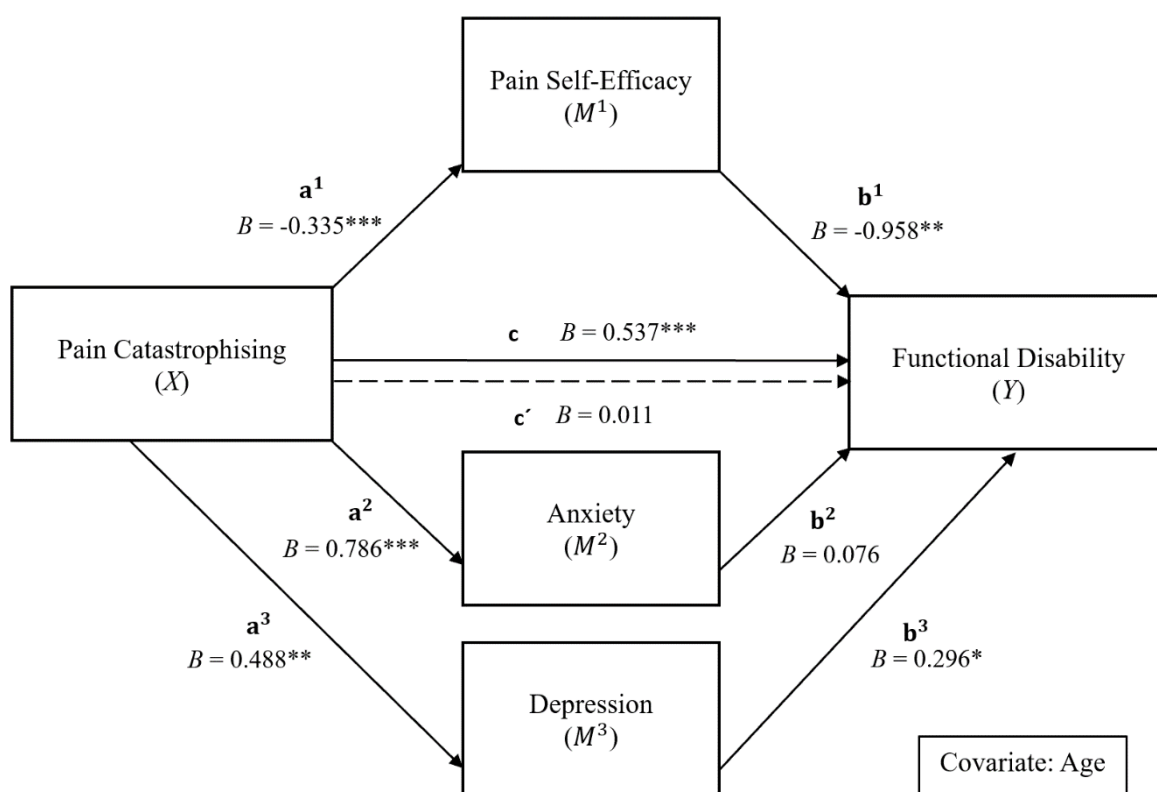 Pain Self-Efficacy
(M¹)
a¹
B = -0.335***
b¹
B = -0.958**
Pain Catastrophising
(X)
c B = 0.537***
c´ B = 0.011
Functional Disability
(Y)
a²
B = 0.786***
Anxiety
(M²)
b²
B = 0.076
a³
B = 0.488**
b³
B = 0.296*
Depression
(M³)
Covariate: Age